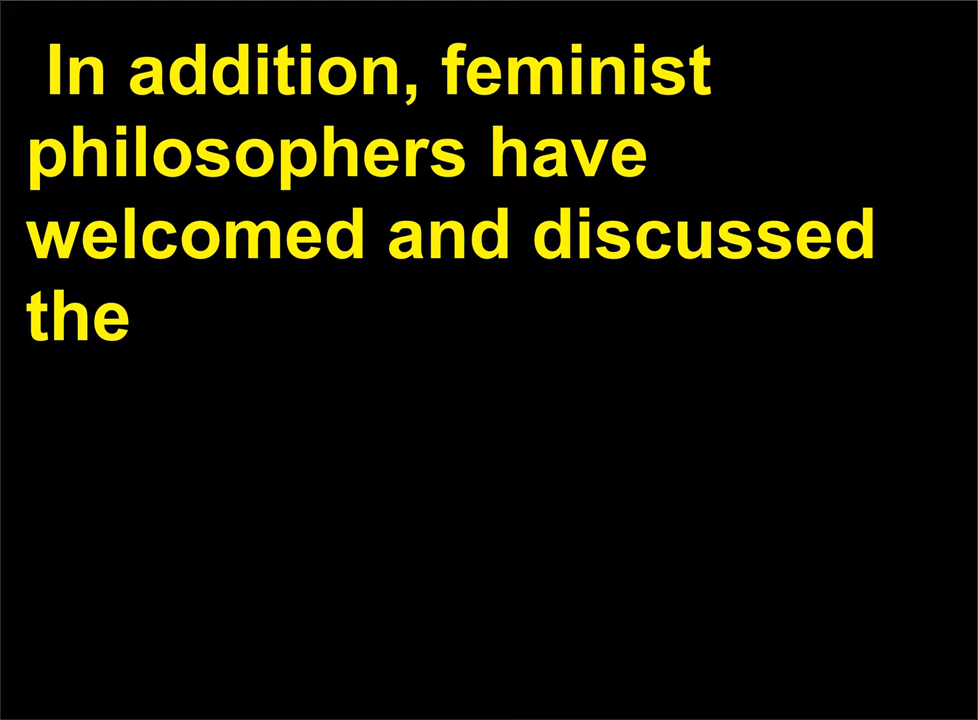 In addition, feminist
philosophers have
welcomed and discussed
the